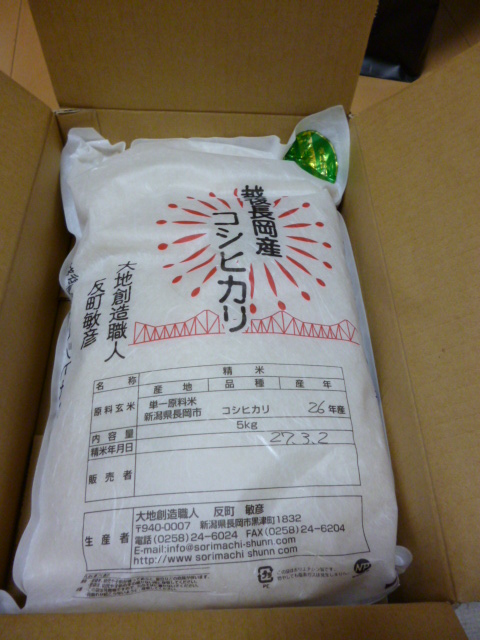 越後長岡産
コシヒカリ
大地創造職人
反町敏彦
名称 精米
産地 品種 産年
原料玄米 単一原料米
新潟県長岡市 コシヒカリ 26年産
内容量 5kg
精米年月日 27.3.2
販売者
生産者
大地創造職人 反町 敏彦
〒940-0007 新潟県長岡市黒津町1832
電話(0258)24-6024 FAX(0258)24-6204
E-mail:info@sorimachi-shunn.com
http://www.sorimachi-shunn.com